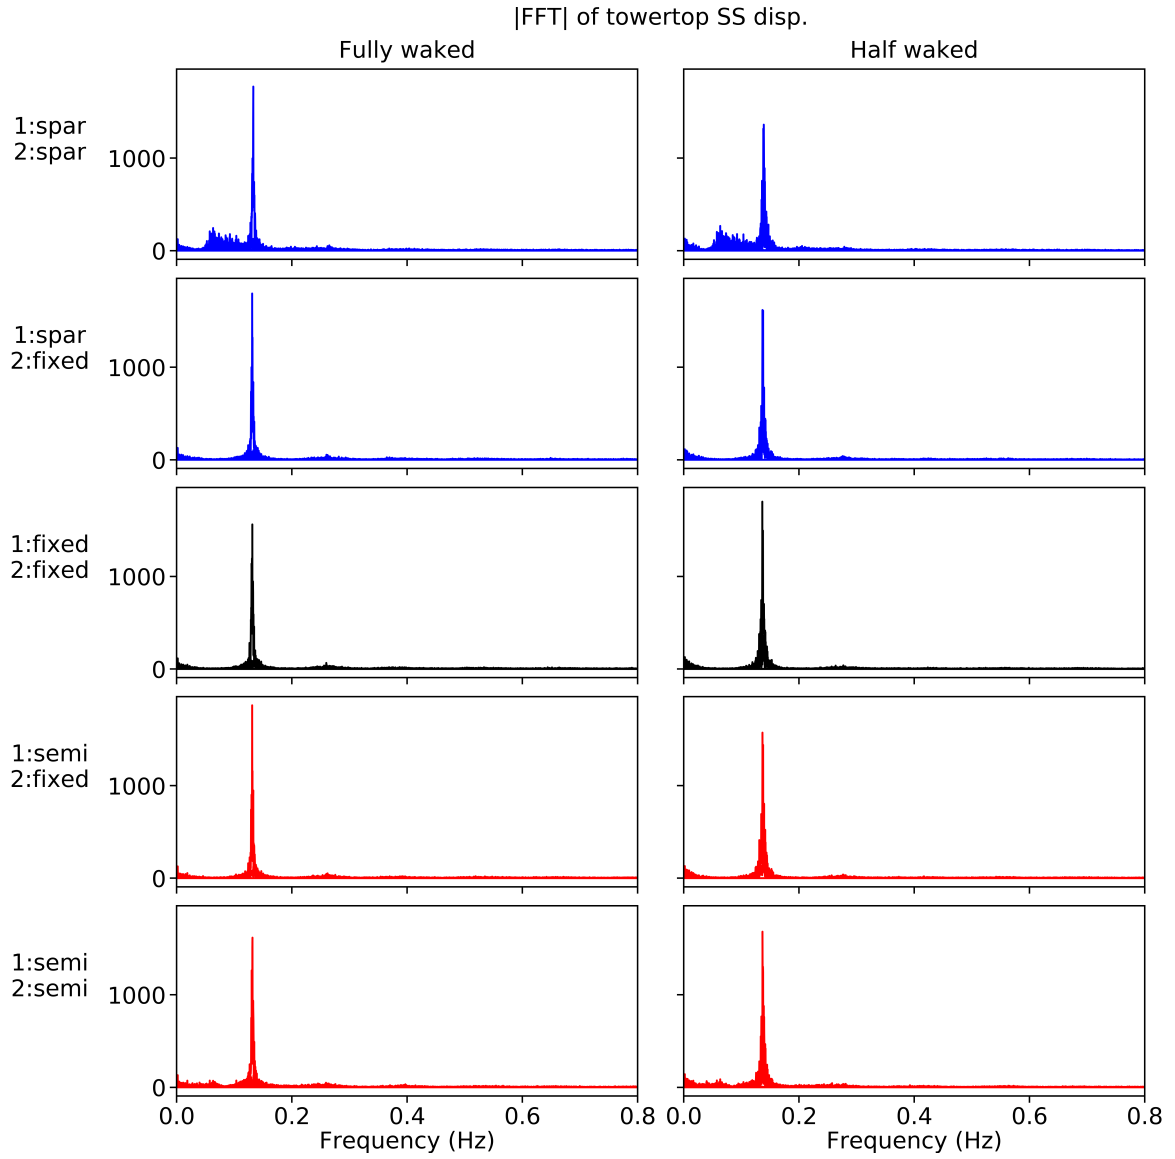 |FFT| of towertop SS disp.
Fully waked
Half waked
1:spar
2:spar
1000
0
1:spar
2:fixed
1000
0
1:fixed
2:fixed
1000
0
1:semi
2:fixed
1000
0
1:semi
2:semi
1000
0
0.0 0.2 0.4 0.6 0.8
0.0 0.2 0.4 0.6 0.8
Frequency (Hz)
Frequency (Hz)